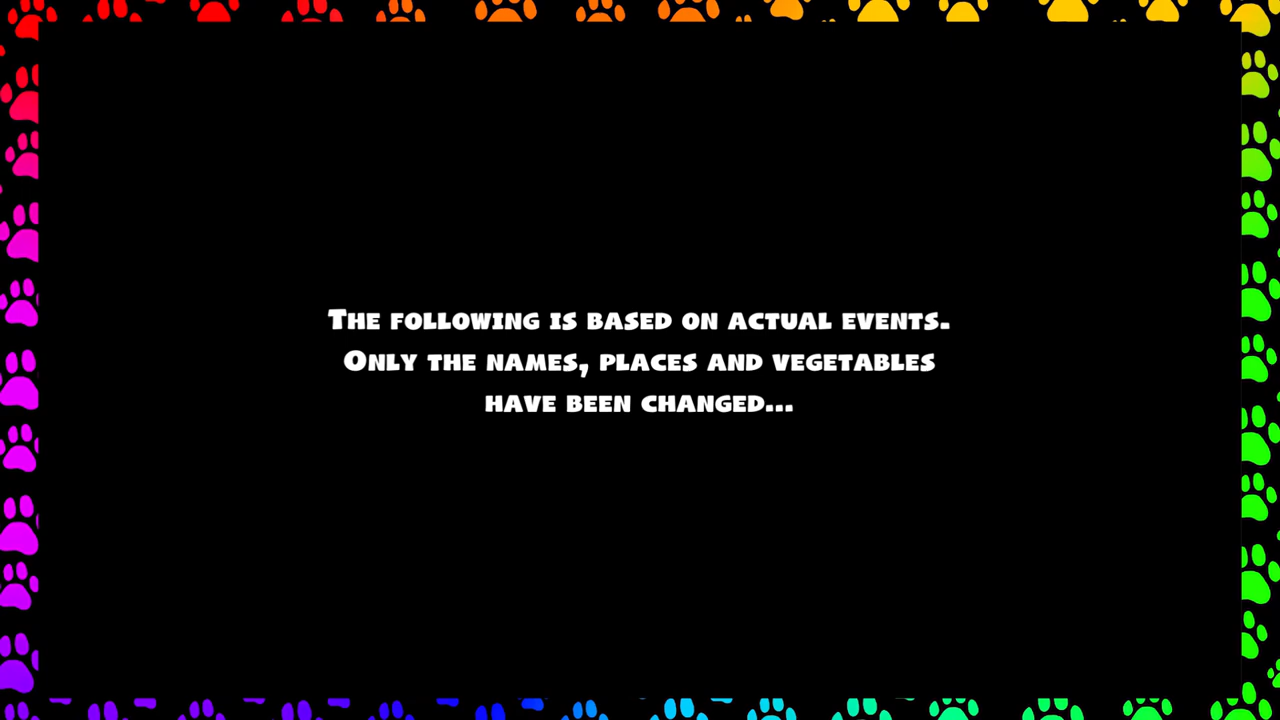 The following is based on actual events.
Only the names, places and vegetables
have been changed...